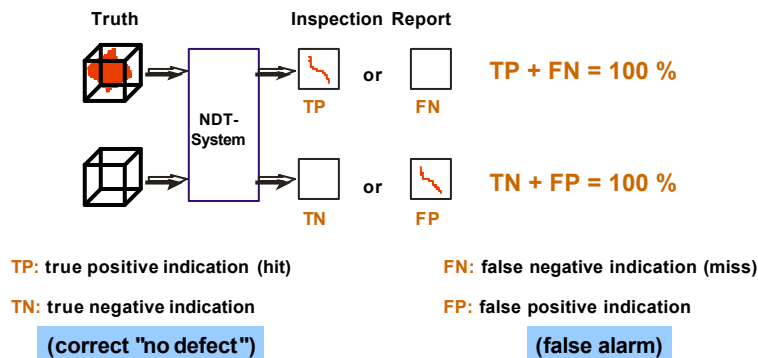 Truth
Inspection Report
NDT-
System
or
TP
FN
TP + FN = 100 %
or
TN
FP
TN + FP = 100 %
TP: true positive indication (hit)
FN: false negative indication (miss)
TN: true negative indication
FP: false positive indication
(correct "no defect")
(false alarm)